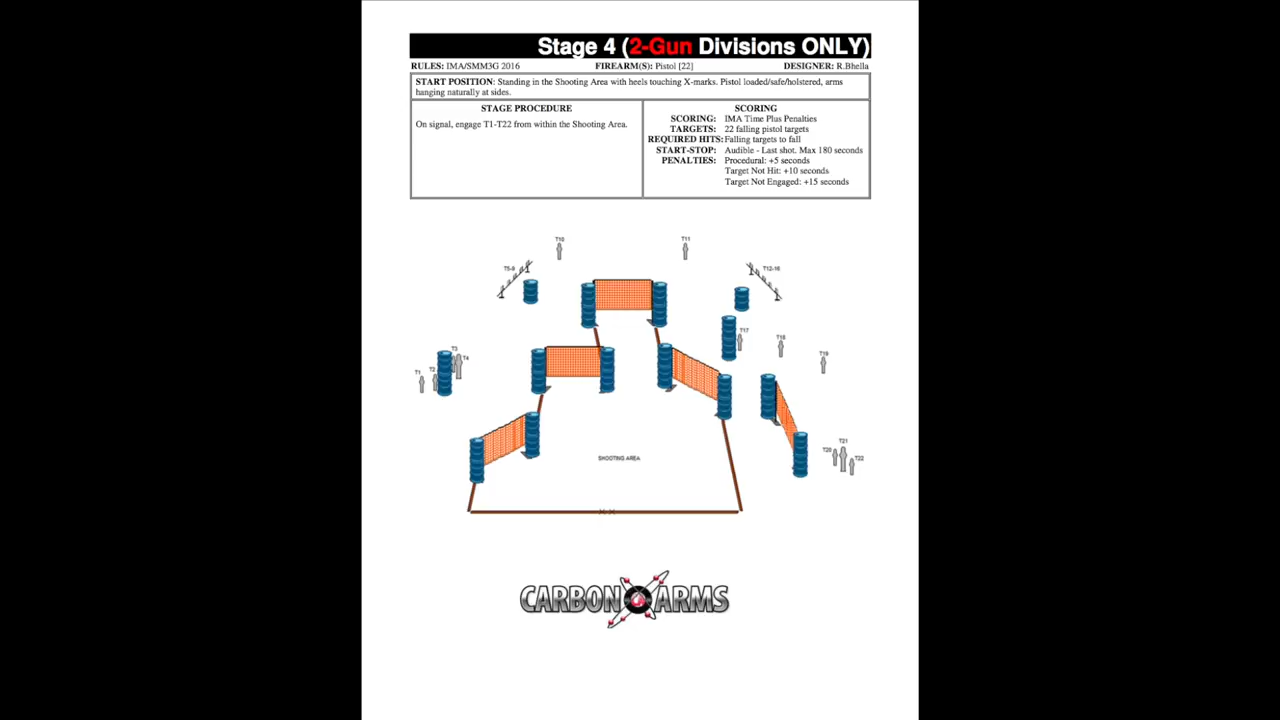 Stage 4 (2-Gun Divisions ONLY)
RULES: IMA/SMM3G 2016 FIREARM(S): Pistol [22] DESIGNER: R.Bhella
START POSITION: Standing in the Shooting Area with heels touching X-marks. Pistol loaded/safe/holstered, arms
hanging naturally at sides.
STAGE PROCEDURE
On signal, engage T1-T22 from within the Shooting Area.
SCORING
SCORING: IMA Time Plus Penalties
TARGETS: 22 falling pistol targets
REQUIRED HITS: Falling targets to fall
START-STOP: Audible - Last shot. Max 180 seconds
PENALTIES: Procedural: +5 seconds
Target Not Hit: +10 seconds
Target Not Engaged: +15 seconds
T10
T11
T5-9
T12-16
T17
T18
T19
T3
T4
T1
T2
T21
T20
T22
SHOOTING AREA
X X
CARBON ARMS